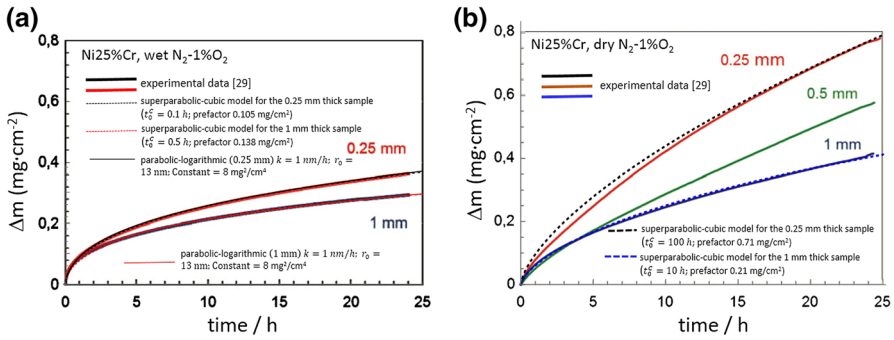 (a)
0,8
0,6
0,4
0,2
0,0
Δm (mg·cm⁻²)
Ni25%Cr, wet N₂-1%O₂
experimental data [29]
superparabolic-cubic model for the 0.25 mm thick sample
(t₀ᶜ = 0.1 h; prefactor 0.105 mg/cm²)
superparabolic-cubic model for the 1 mm thick sample
(t₀ᶜ = 0.5 h; prefactor 0.138 mg/cm²)
0.25 mm
parabolic-logarithmic (0.25 mm) k = 1 nm/h; r₀ =
13 nm; Constant = 8 mg²/cm⁴
1 mm
parabolic-logarithmic (1 mm) k = 1 nm/h; r₀ =
13 nm; Constant = 8 mg²/cm⁴
0 5 10 15 20 25
time / h
(b)
0,8
0,6
0,4
0,2
0,0
Δm (mg·cm⁻²)
Ni25%Cr, dry N₂-1%O₂
0.25 mm
experimental data [29]
0.5 mm
1 mm
superparabolic-cubic model for the 0.25 mm thick sample
(t₀ᶜ = 100 h; prefactor 0.71 mg/cm²)
superparabolic-cubic model for the 1 mm thick sample
(t₀ᶜ = 10 h; prefactor 0.21 mg/cm²)
0 5 10 15 20 25
time / h